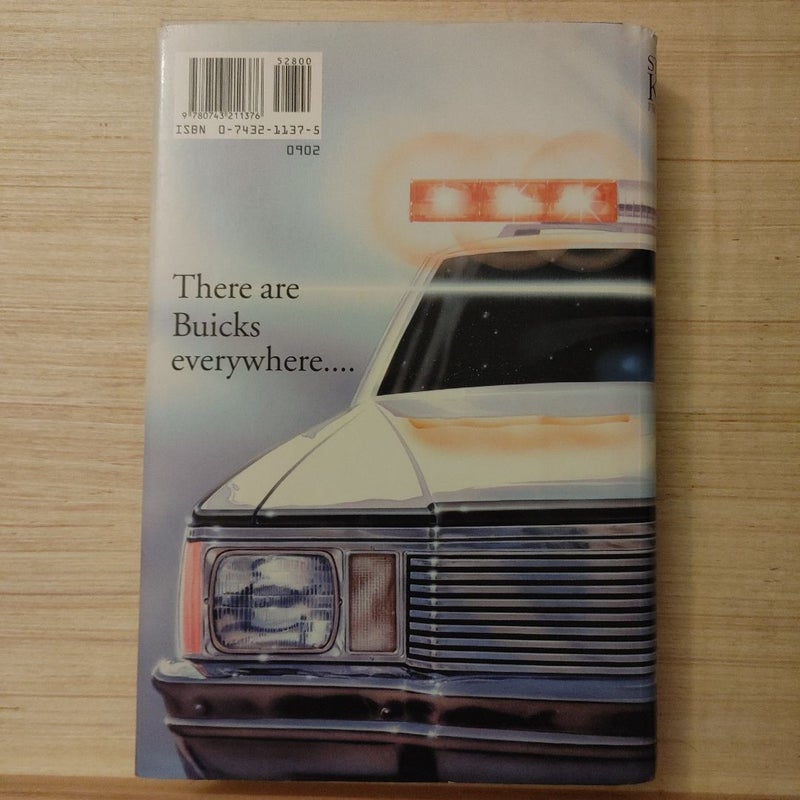 52800
9 780743 211376
ISBN 0-7432-1137-5
0902
There are
Buicks
everywhere....